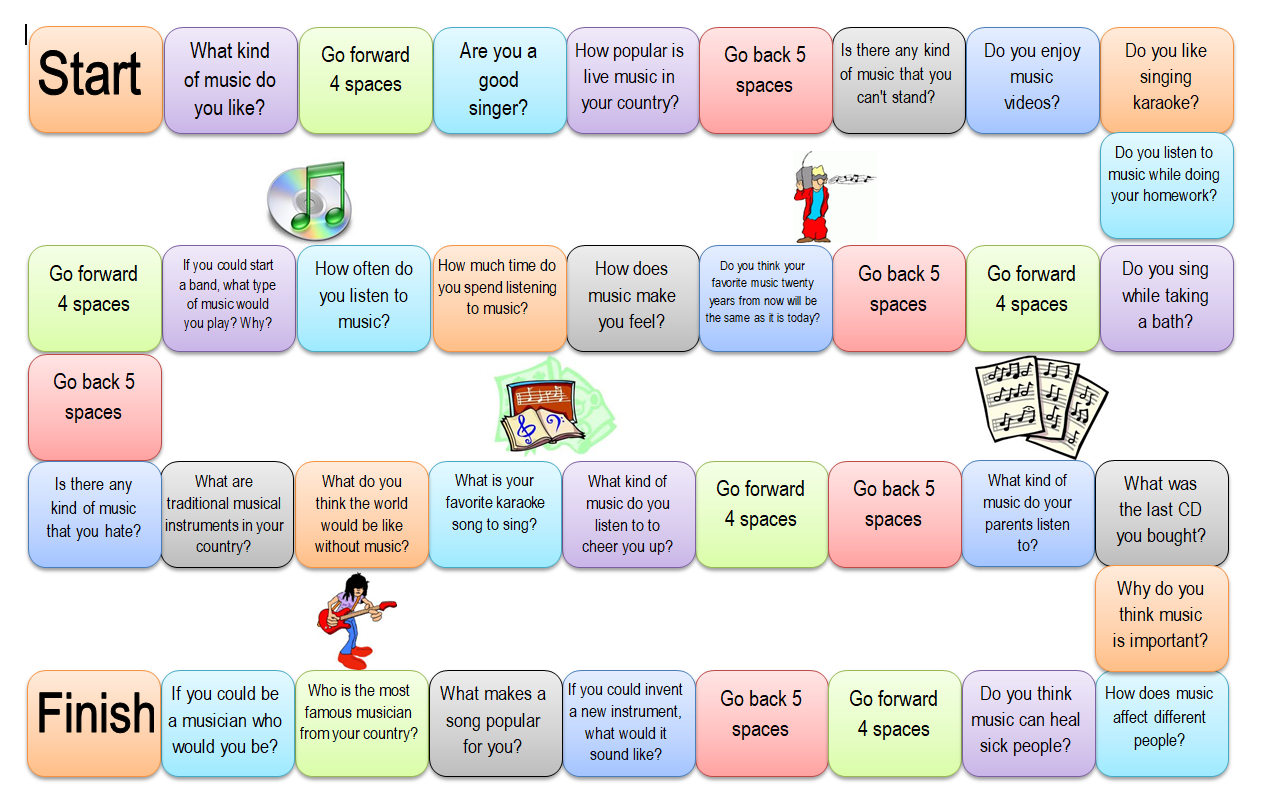 Start
What kind
of music do
you like?
Go forward
4 spaces
Are you a
good
singer?
How popular is
live music in
your country?
Go back 5
spaces
Is there any kind
of music that you
can't stand?
Do you enjoy
music
videos?
Do you like
singing
karaoke?
Do you listen to
music while doing
your homework?
Go forward
4 spaces
If you could start
a band, what type
of music would
you play? Why?
How often do
you listen to
music?
How much time do
you spend listening
to music?
How does
music make
you feel?
Do you think your
favorite music twenty
years from now will be
the same as it is today?
Go back 5
spaces
Go forward
4 spaces
Do you sing
while taking
a bath?
Go back 5
spaces
Is there any
kind of music
that you hate?
What are
traditional musical
instruments in your
country?
What do you
think the world
would be like
without music?
What is your
favorite karaoke
song to sing?
What kind of
music do you
listen to to
cheer you up?
Go forward
4 spaces
Go back 5
spaces
What kind of
music do your
parents listen
to?
What was
the last CD
you bought?
Why do you
think music
is important?
Finish
If you could be
a musician who
would you be?
Who is the most
famous musician
from your country?
What makes a
song popular
for you?
If you could invent
a new instrument,
what would it
sound like?
Go back 5
spaces
Go forward
4 spaces
Do you think
music can heal
sick people?
How does music
affect different
people?